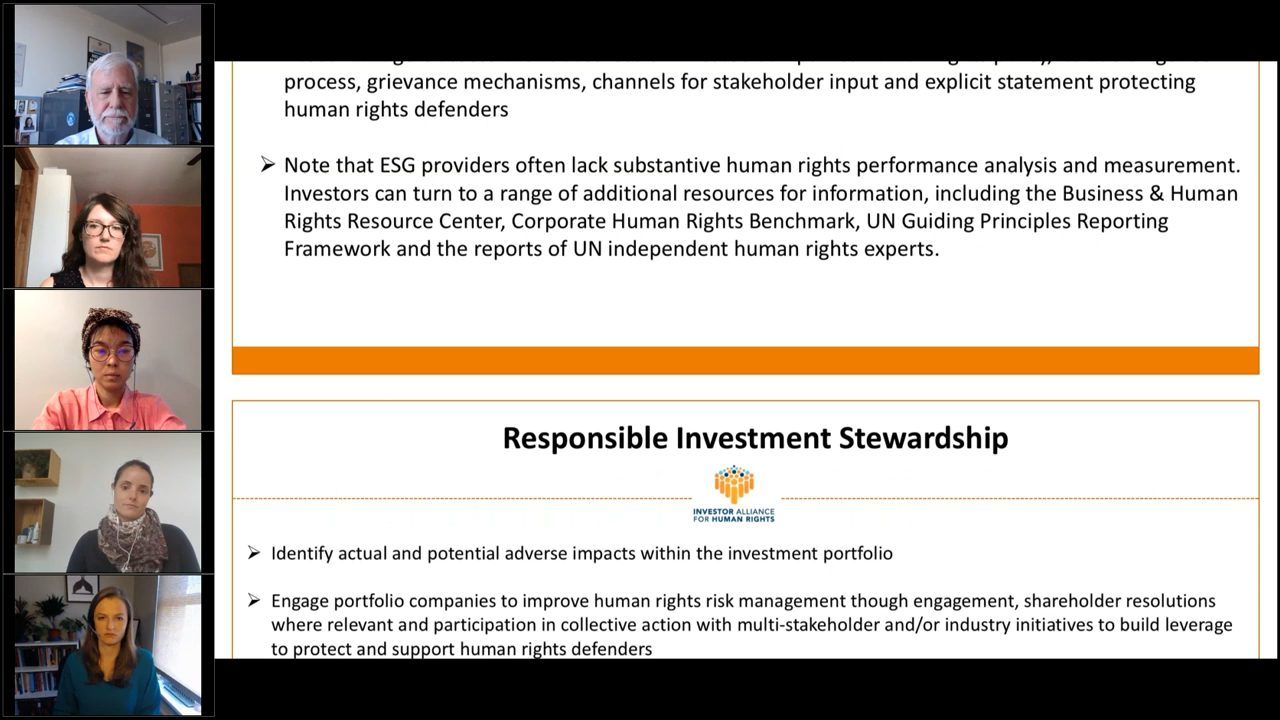 process, grievance mechanisms, channels for stakeholder input and explicit statement protecting
human rights defenders
➢ Note that ESG providers often lack substantive human rights performance analysis and measurement.
Investors can turn to a range of additional resources for information, including the Business & Human
Rights Resource Center, Corporate Human Rights Benchmark, UN Guiding Principles Reporting
Framework and the reports of UN independent human rights experts.
Responsible Investment Stewardship
INVESTOR ALLIANCE
FOR HUMAN RIGHTS
➢ Identify actual and potential adverse impacts within the investment portfolio
➢ Engage portfolio companies to improve human rights risk management though engagement, shareholder resolutions
where relevant and participation in collective action with multi-stakeholder and/or industry initiatives to build leverage
to protect and support human rights defenders